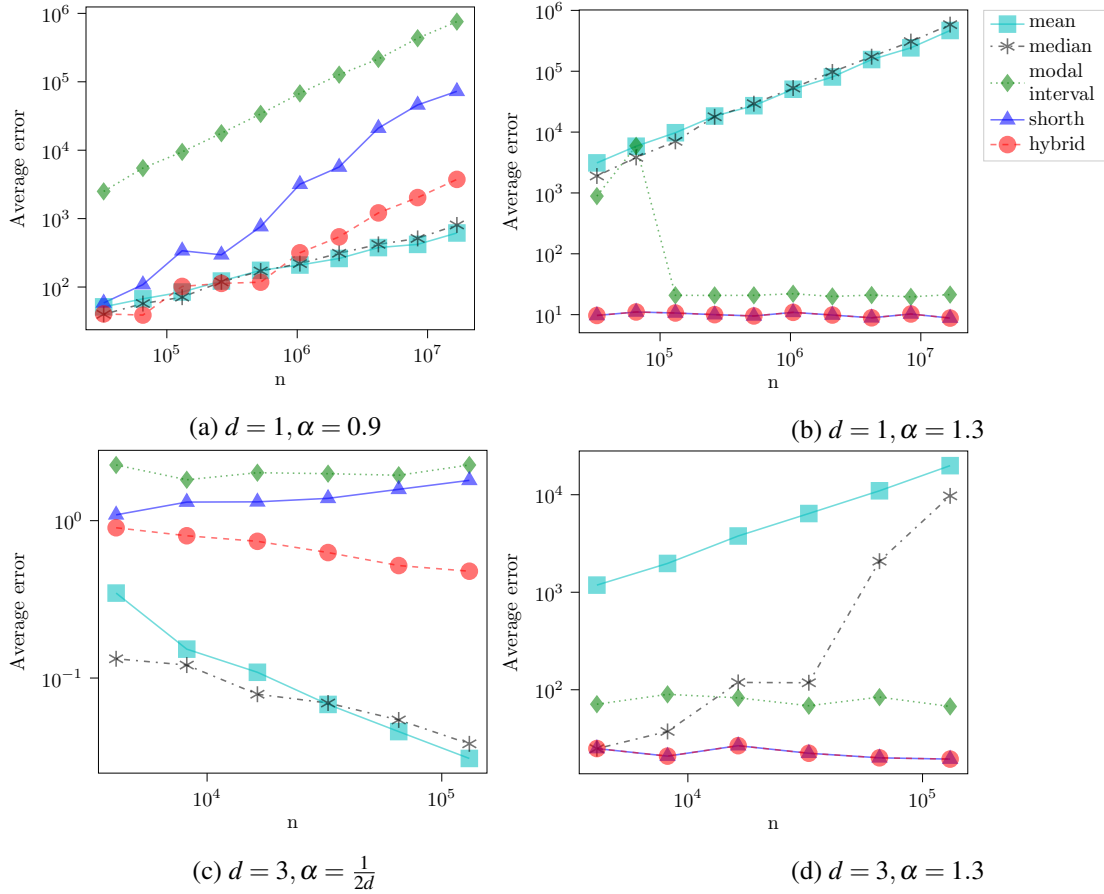 10^6
10^5
10^4
10^3
10^2
Average error
10^5
10^6
10^7
n
(a) d = 1, α = 0.9
10^6
10^5
10^4
10^3
10^2
10^1
Average error
10^5
10^6
10^7
n
(b) d = 1, α = 1.3
mean
median
modal
interval
shorth
hybrid
10^0
10^−1
Average error
10^4
10^5
n
(c) d = 3, α = 1/2d
10^4
10^3
10^2
Average error
10^4
10^5
n
(d) d = 3, α = 1.3